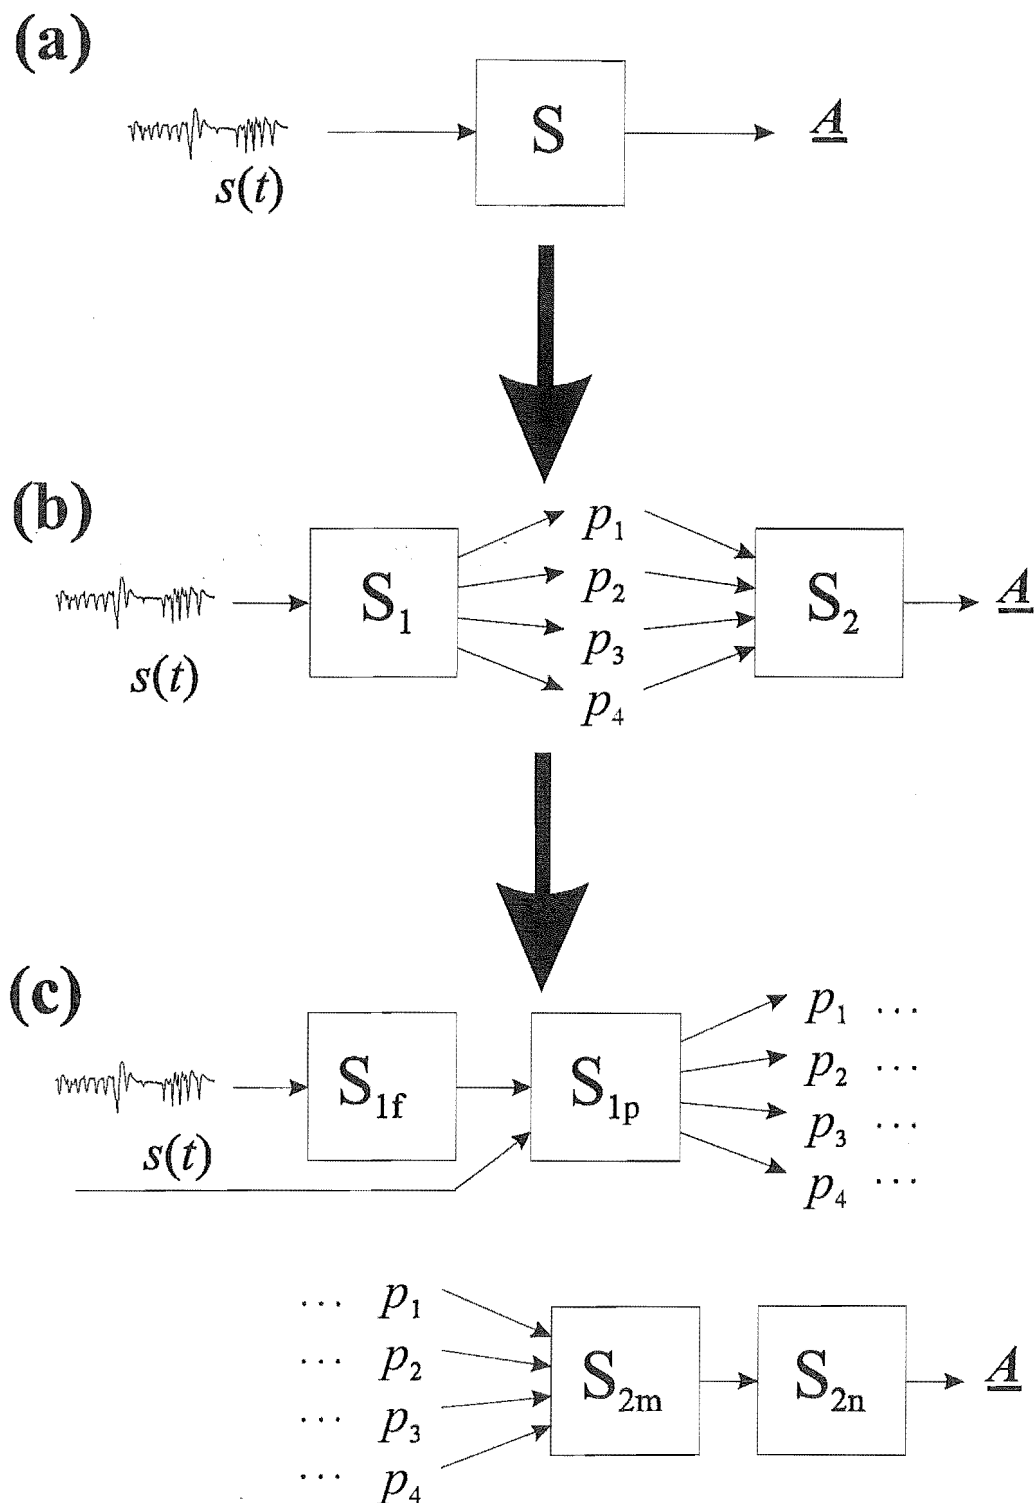 (a)
S
A
s(t)
(b)
p1
p2
S1
S2
A
p3
s(t)
p4
(c)
p1 ...
S1f
S1p
p2 ...
p3 ...
s(t)
p4 ...
... p1
... p2
S2m
S2n
A
... p3
... p4